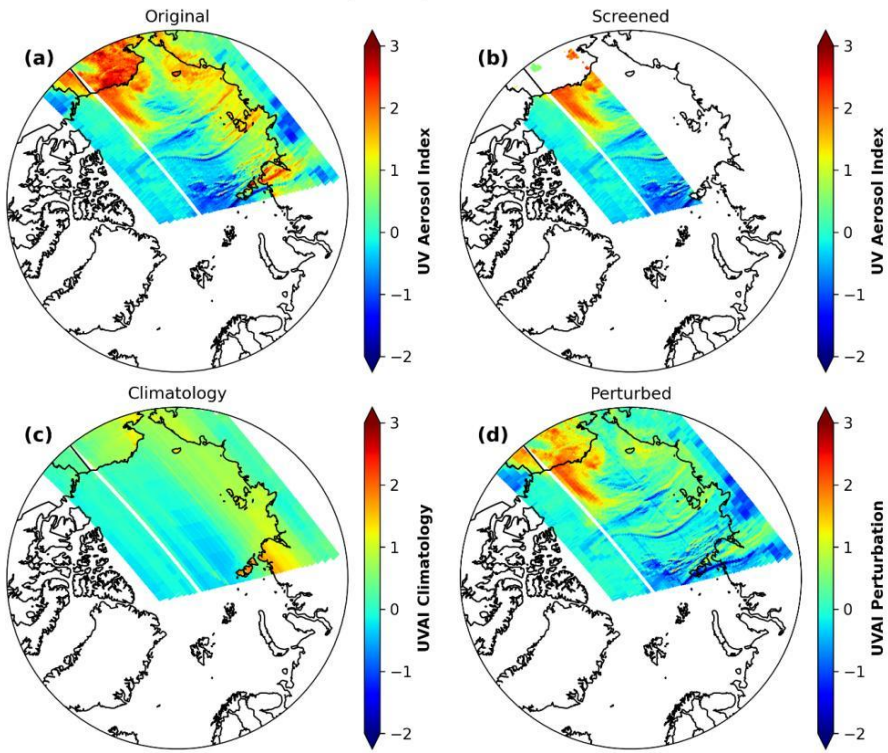 Original
(a)
3
2
1
0
−1
−2
UV Aerosol Index
Screened
(b)
3
2
1
0
−1
−2
UV Aerosol Index
Climatology
(c)
3
2
1
0
−1
−2
UVAI Climatology
Perturbed
(d)
3
2
1
0
−1
−2
UVAI Perturbation